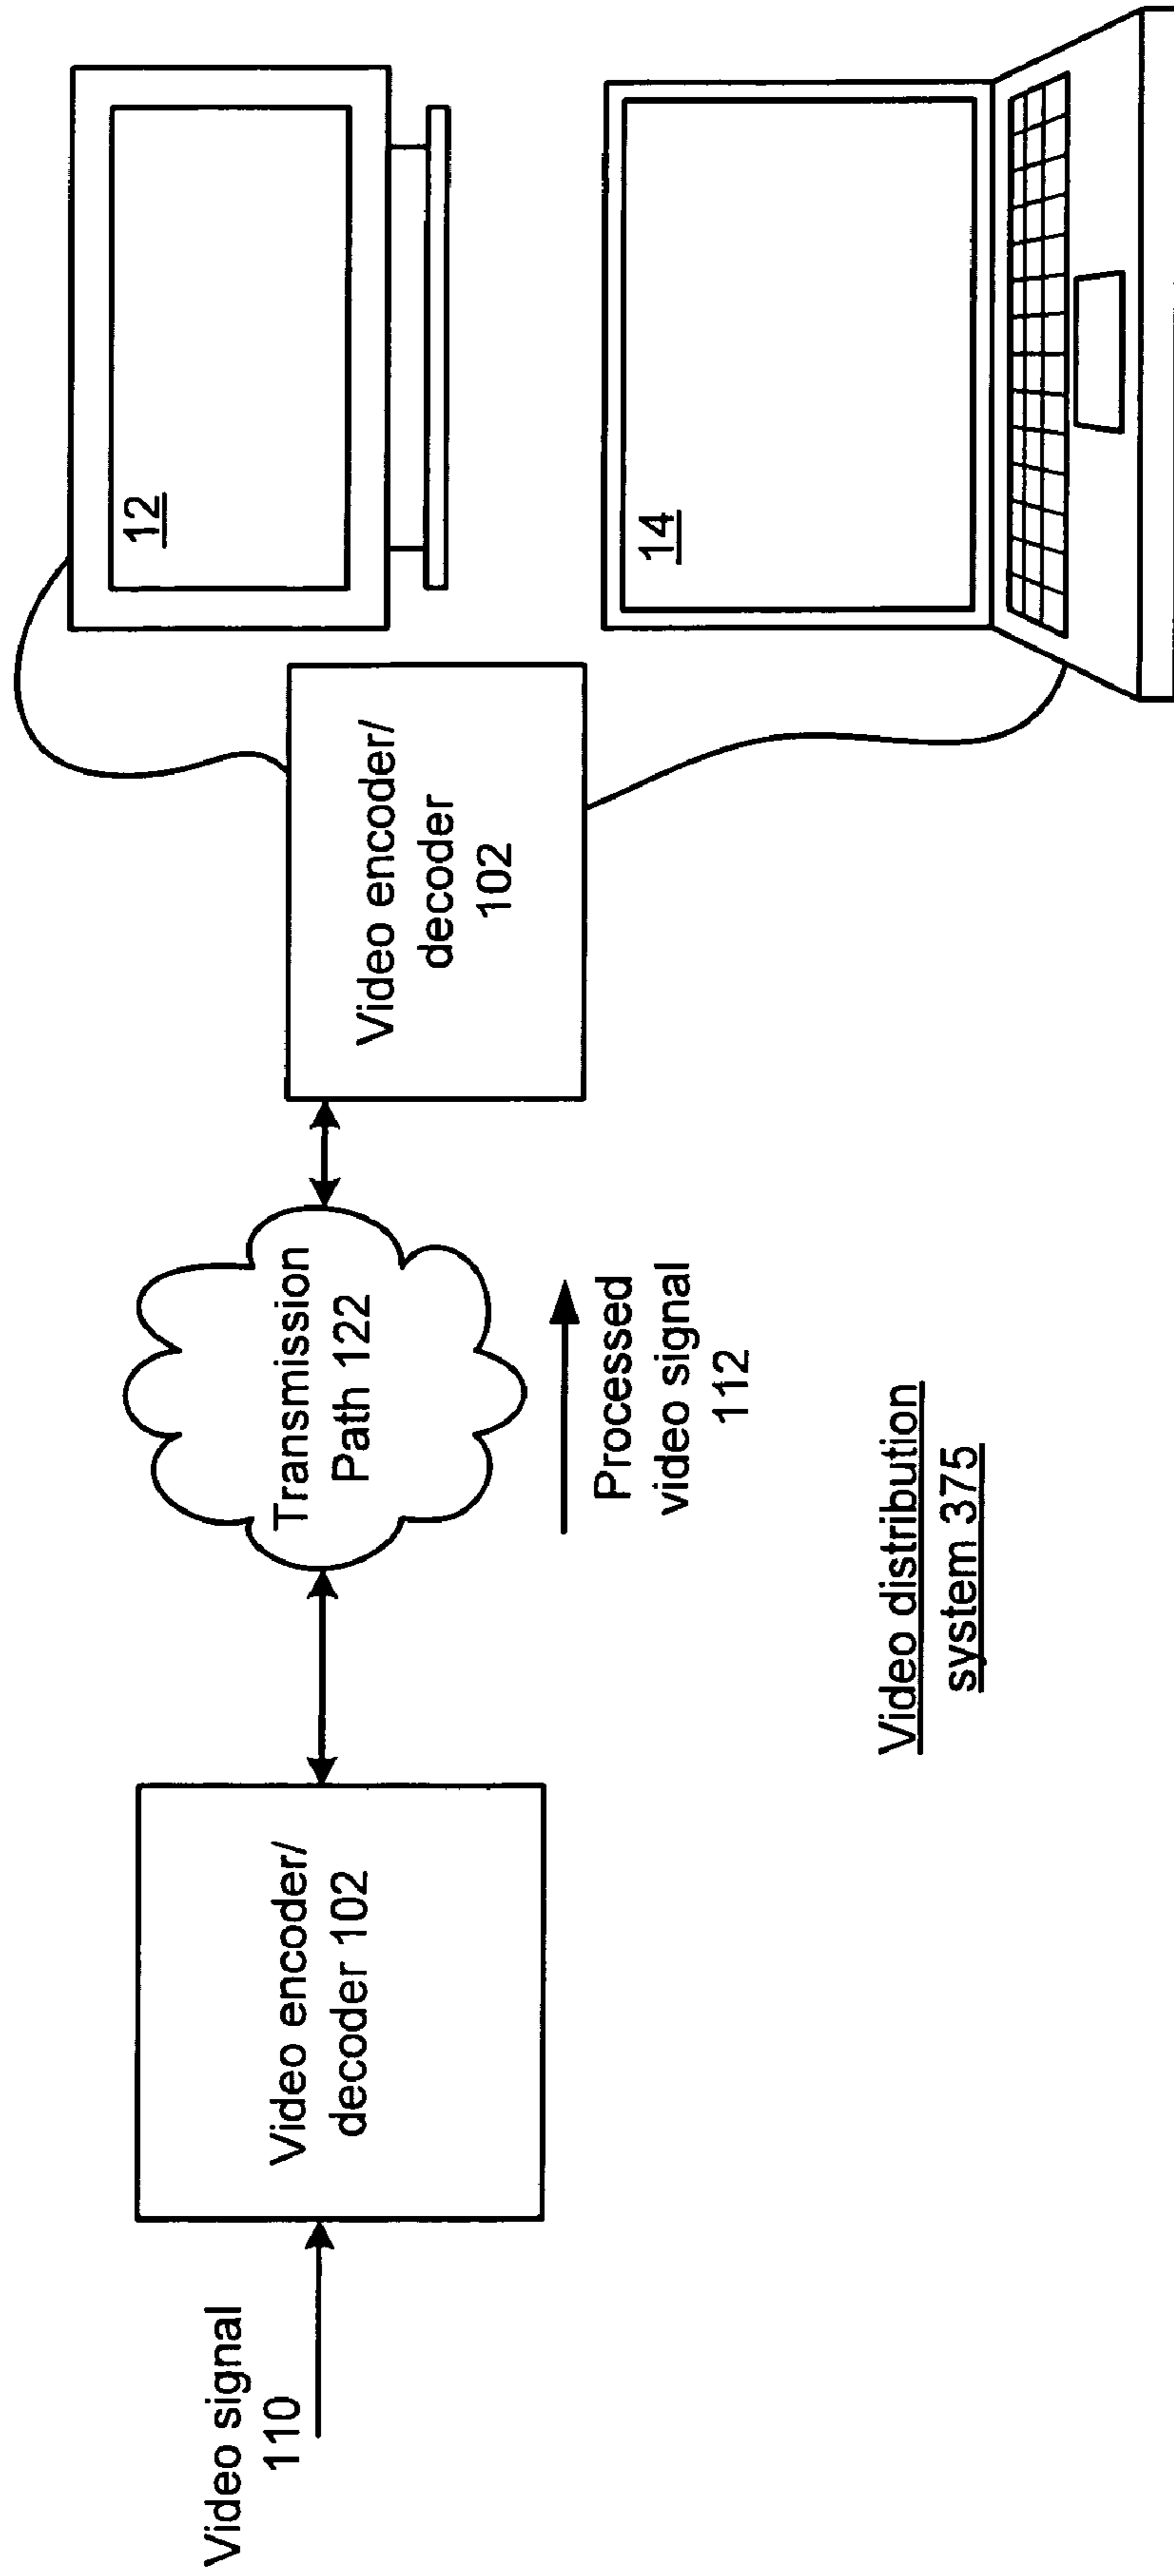 Video signal
110
Video encoder/
decoder 102
Transmission
Path 122
Processed
video signal
112
Video encoder/
decoder
102
12
14
Video distribution
system 375